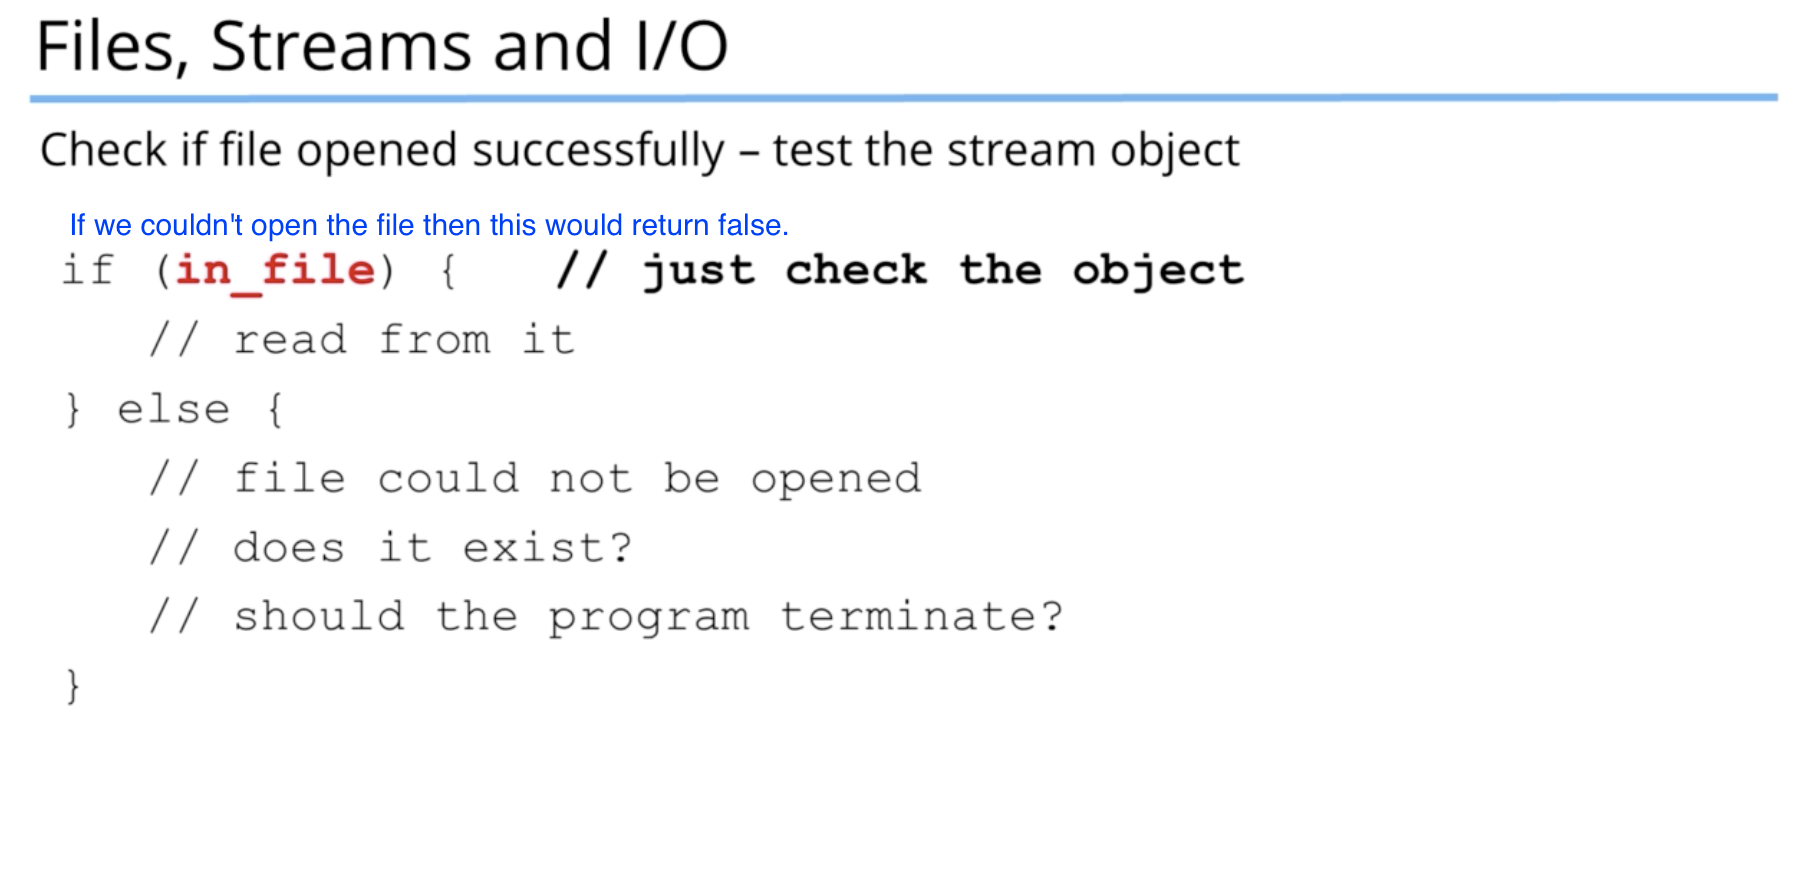 Files, Streams and I/O
Check if file opened successfully – test the stream object
If we couldn't open the file then this would return false.
if (in_file) {   // just check the object
   // read from it
} else {
   // file could not be opened
   // does it exist?
   // should the program terminate?
}